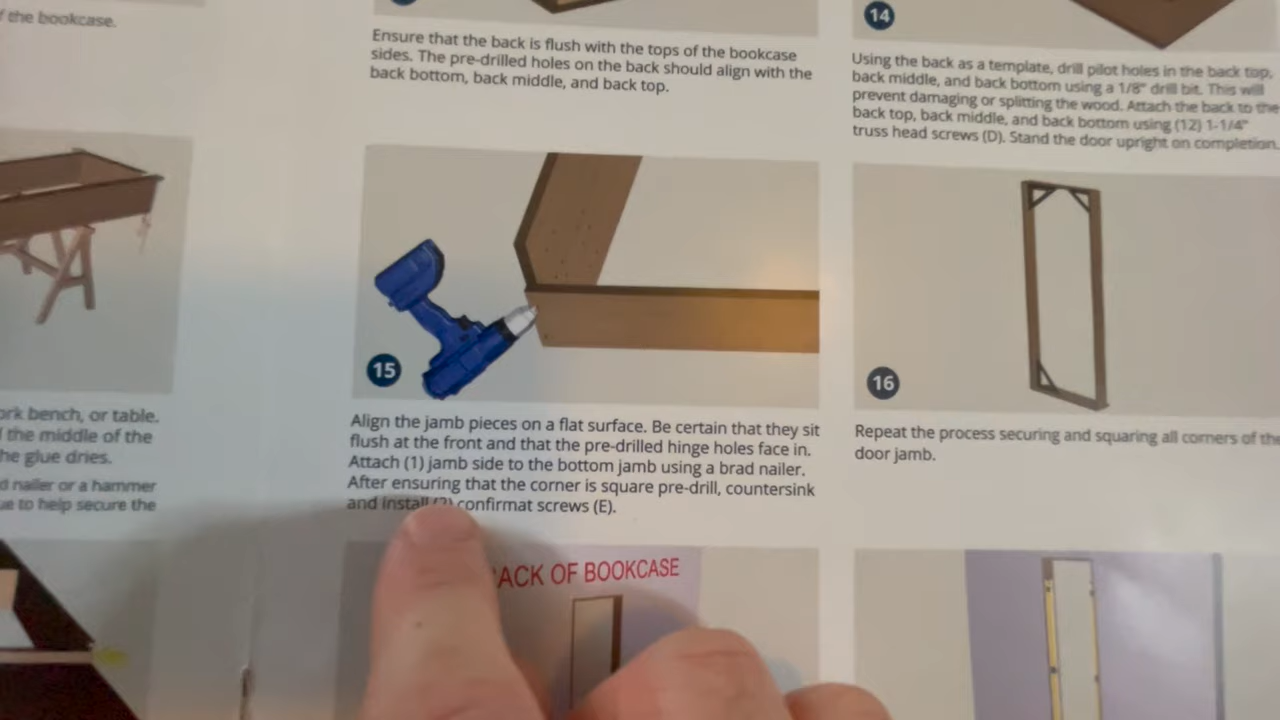 f the bookcase.
ork bench, or table.
f the middle of the
he glue dries.
d nailer or a hammer
ue to help secure the
Ensure that the back is flush with the tops of the bookcase
sides. The pre-drilled holes on the back should align with the
back bottom, back middle, and back top.
14
Using the back as a template, drill pilot holes in the back top,
back middle, and back bottom using a 1/8" drill bit. This will
prevent damaging or splitting the wood. Attach the back to the
back top, back middle, and back bottom using (12) 1-1/4"
truss head screws (D). Stand the door upright on completion.
15
Align the jamb pieces on a flat surface. Be certain that they sit
flush at the front and that the pre-drilled hinge holes face in.
Attach (1) jamb side to the bottom jamb using a brad nailer.
After ensuring that the corner is square pre-drill, countersink
and install (2) confirmat screws (E).
16
Repeat the process securing and squaring all corners of the
door jamb.
ACK OF BOOKCASE